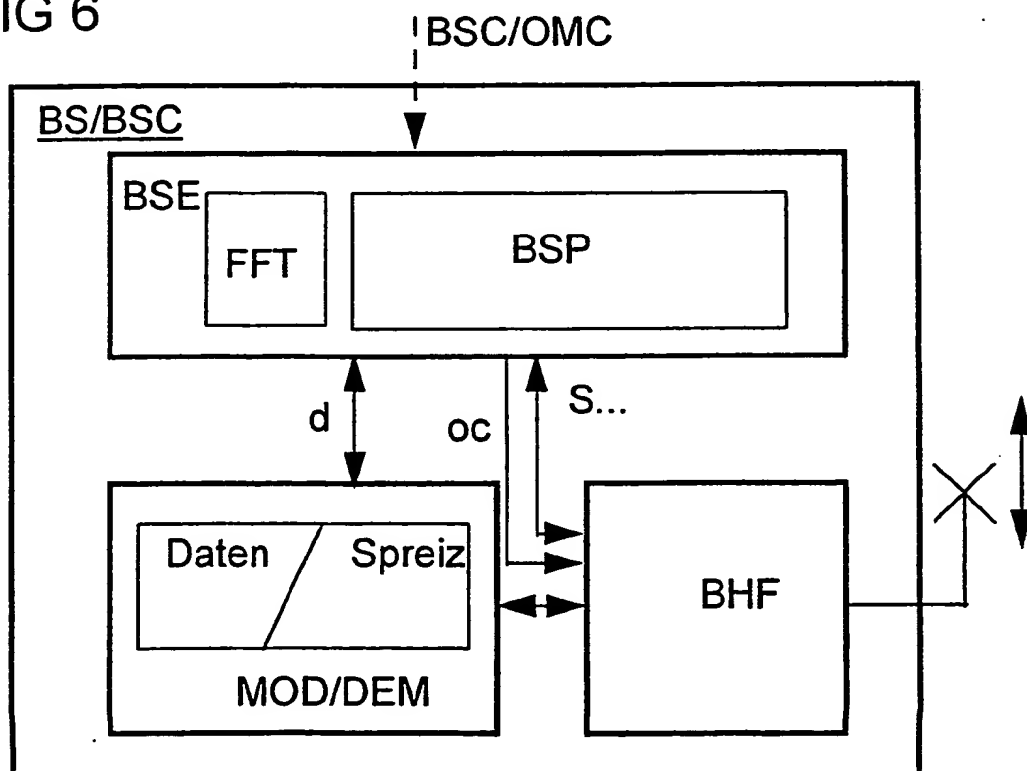 IG 6
BSC/OMC
BS/BSC
BSE
FFT
BSP
d
oc
S...
Daten
Spreiz
BHF
MOD/DEM